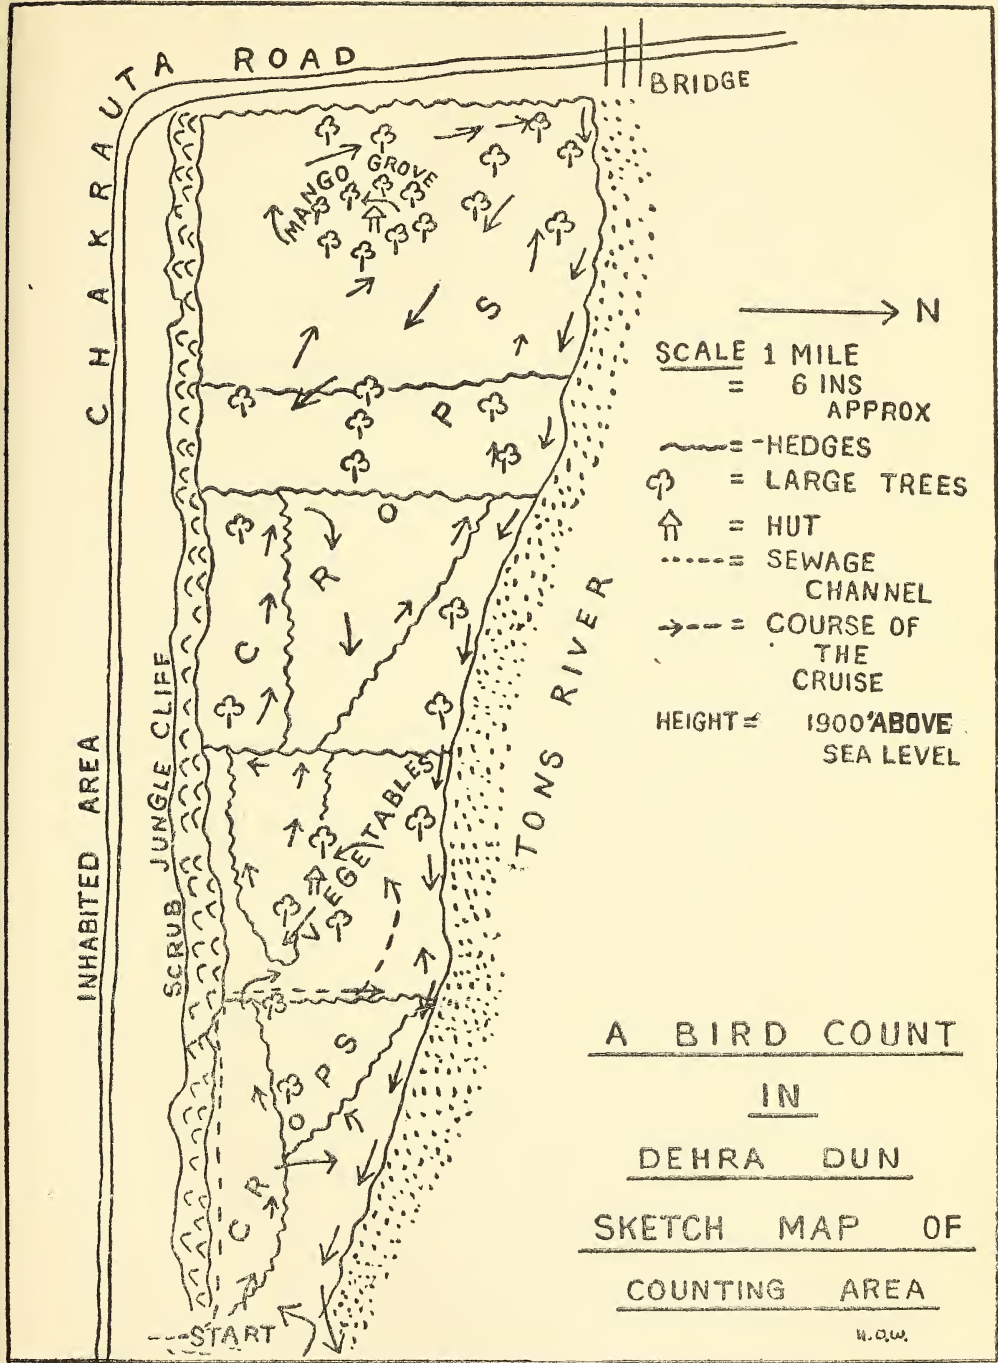 CHAKRAUTA ROAD
BRIDGE
MANGO GROVE
N
SCALE 1 MILE
= 6 INS
APPROX
= -HEDGES
= LARGE TREES
= HUT
= SEWAGE
CHANNEL
= COURSE OF
THE
CRUISE
HEIGHT = 1900' ABOVE
SEA LEVEL
CROPS
TONS RIVER
INHABITED AREA
SCRUB JUNGLE CLIFF
VEGETABLES
CROPS
START
A BIRD COUNT
IN
DEHRA DUN
SKETCH MAP OF
COUNTING AREA